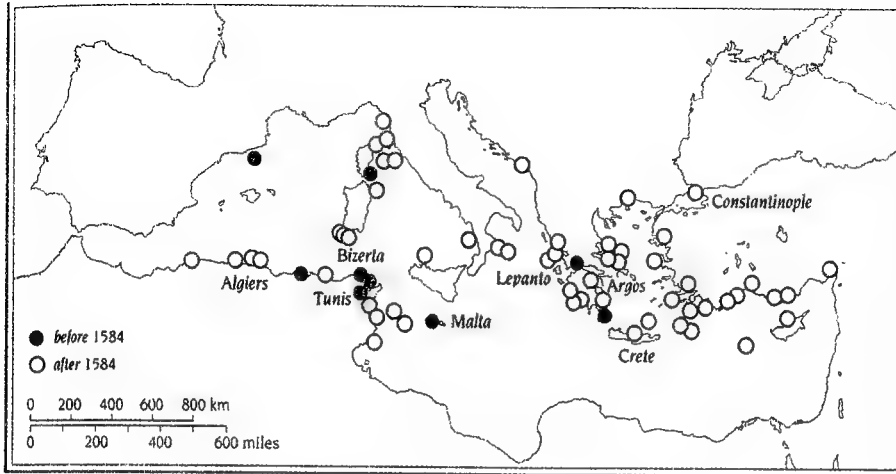 Constantinople
Bizerta
Lepanto
Argos
Algiers
Tunis
Malta
Crete
before 1584
after 1584
0 200 400 600 800 km
0 200 400 600 miles